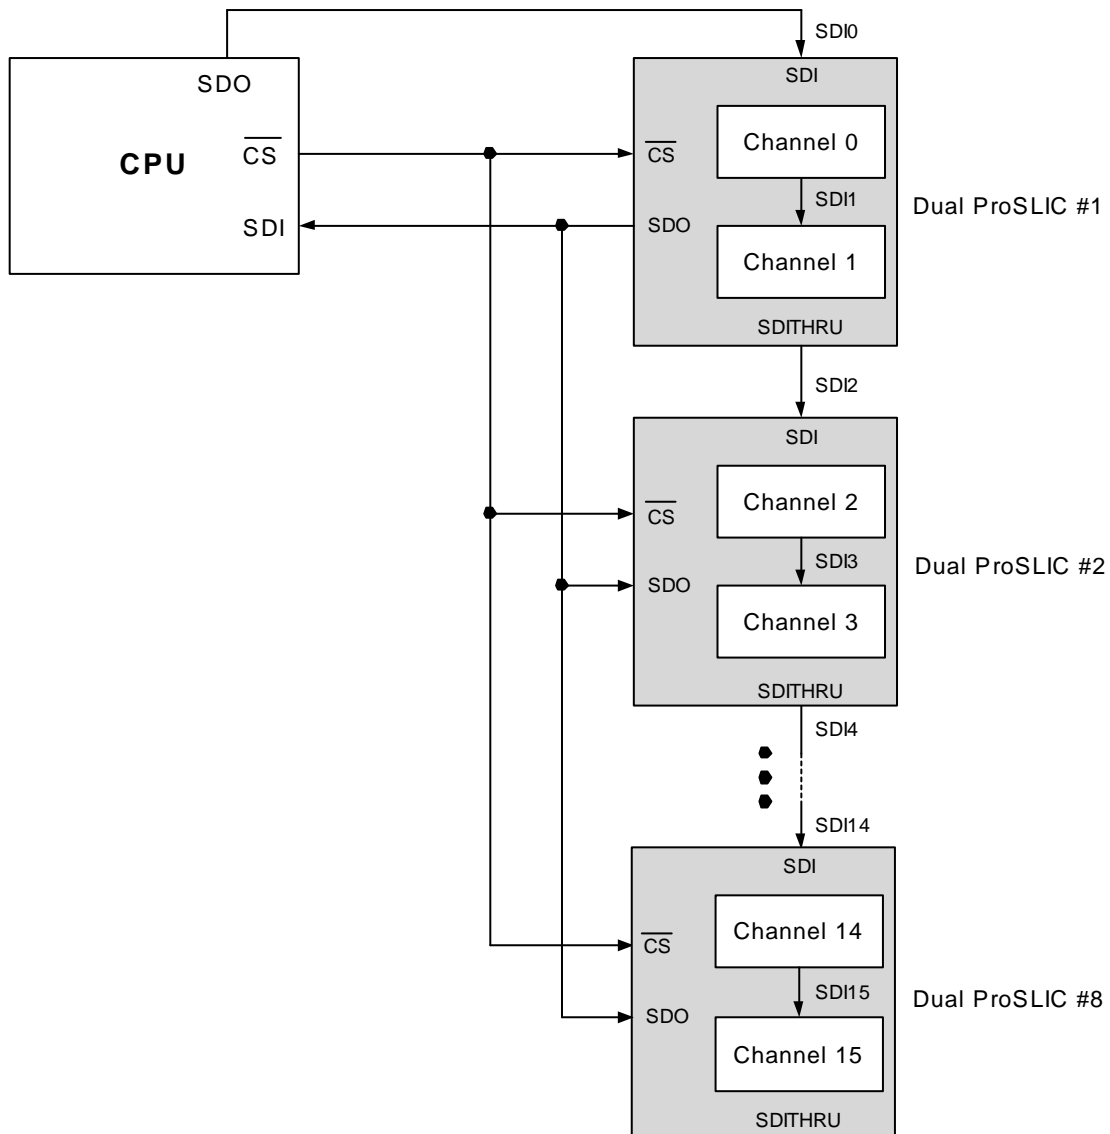 SDO
CPU
CS
SDI
SDI0
SDI
CS
SDO
Channel 0
SDI1
Channel 1
SDITHRU
Dual ProSLIC #1
SDI2
SDI
CS
SDO
Channel 2
SDI3
Channel 3
SDITHRU
Dual ProSLIC #2
SDI4
SDI14
SDI
CS
SDO
Channel 14
SDI15
Channel 15
SDITHRU
Dual ProSLIC #8